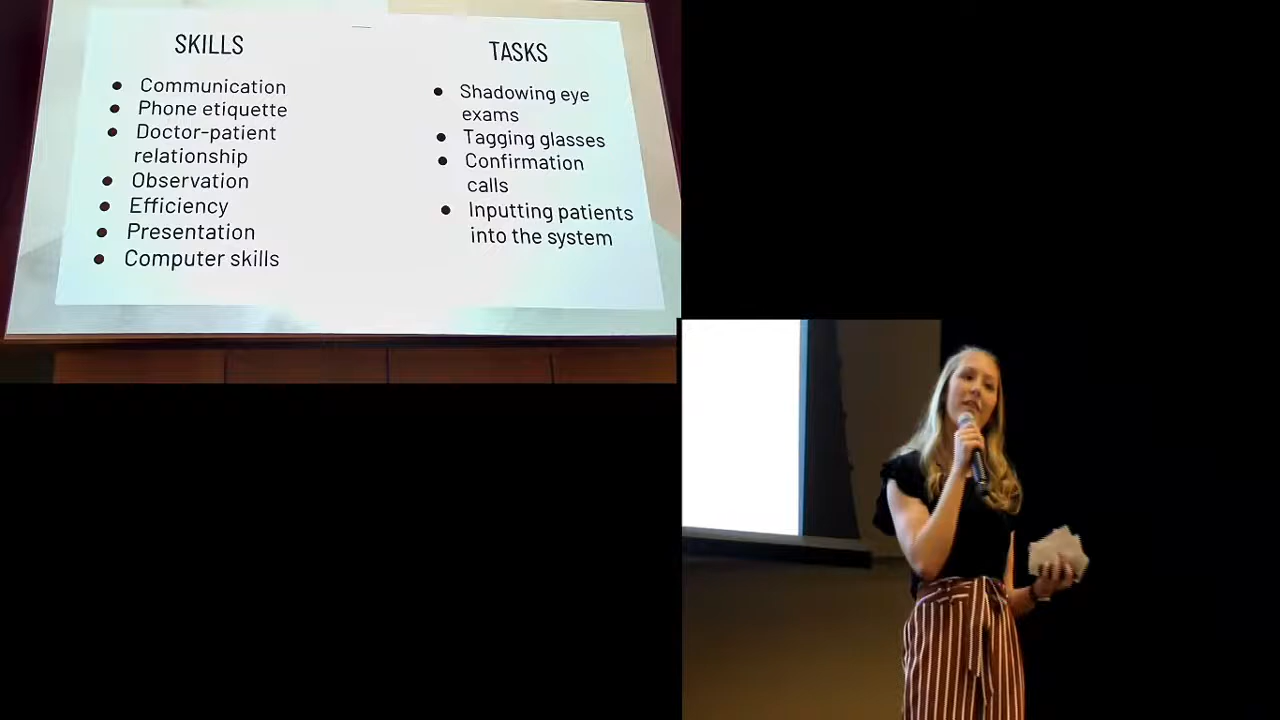 SKILLS
Communication
Phone etiquette
Doctor-patient
relationship
Observation
Efficiency
Presentation
Computer skills
TASKS
Shadowing eye
exams
Tagging glasses
Confirmation
calls
Inputting patients
into the system